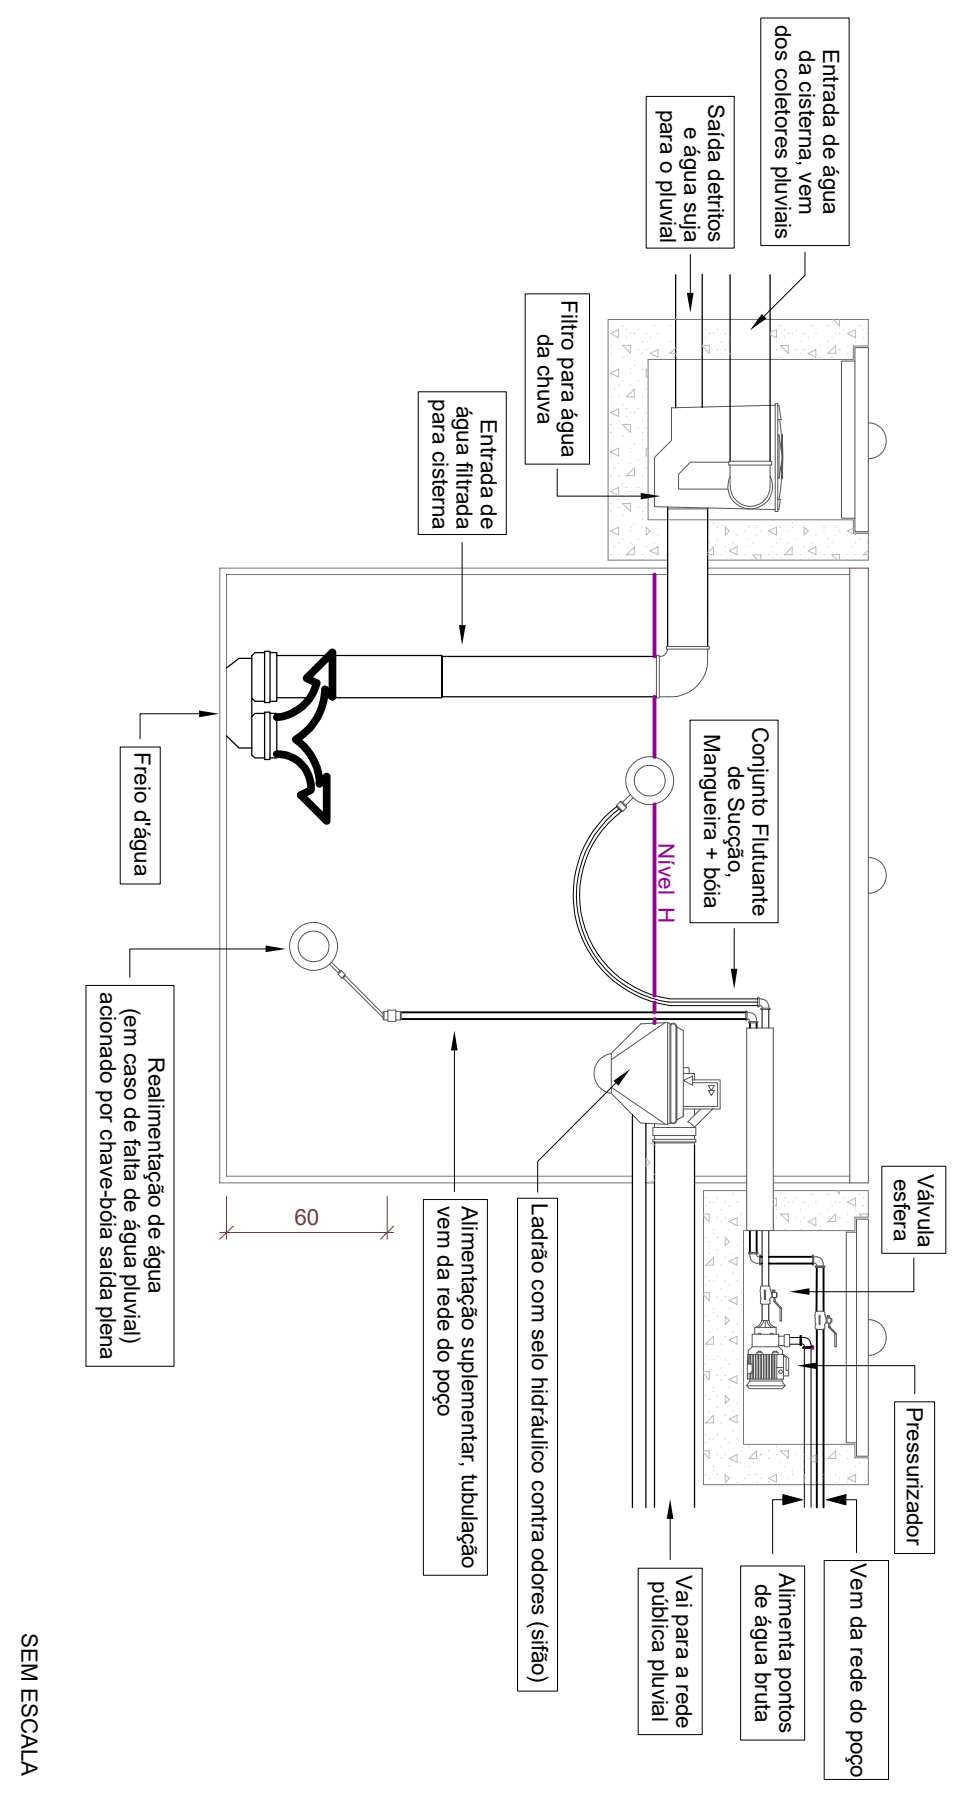 Entrada de água
da cisterna, vem
dos coletores pluviais
Saída detritos
e água suja
para o pluvial
Filtro para água
da chuva
Entrada de
água filtrada
para cisterna
Freio d'água
Conjunto Flutuante
de Sucção,
Mangueira + bóia
Nível H
Realimentação de água
(em caso de falta de água pluvial)
acionado por chave-bóia saída plena
60
Alimentação suplementar, tubulação
vem da rede do poço
Ladrão com selo hidráulico contra odores (sifão)
Válvula
esfera
Pressurizador
Vem da rede do poço
Alimenta pontos
de água bruta
Vai para a rede
pública pluvial
SEM ESCALA